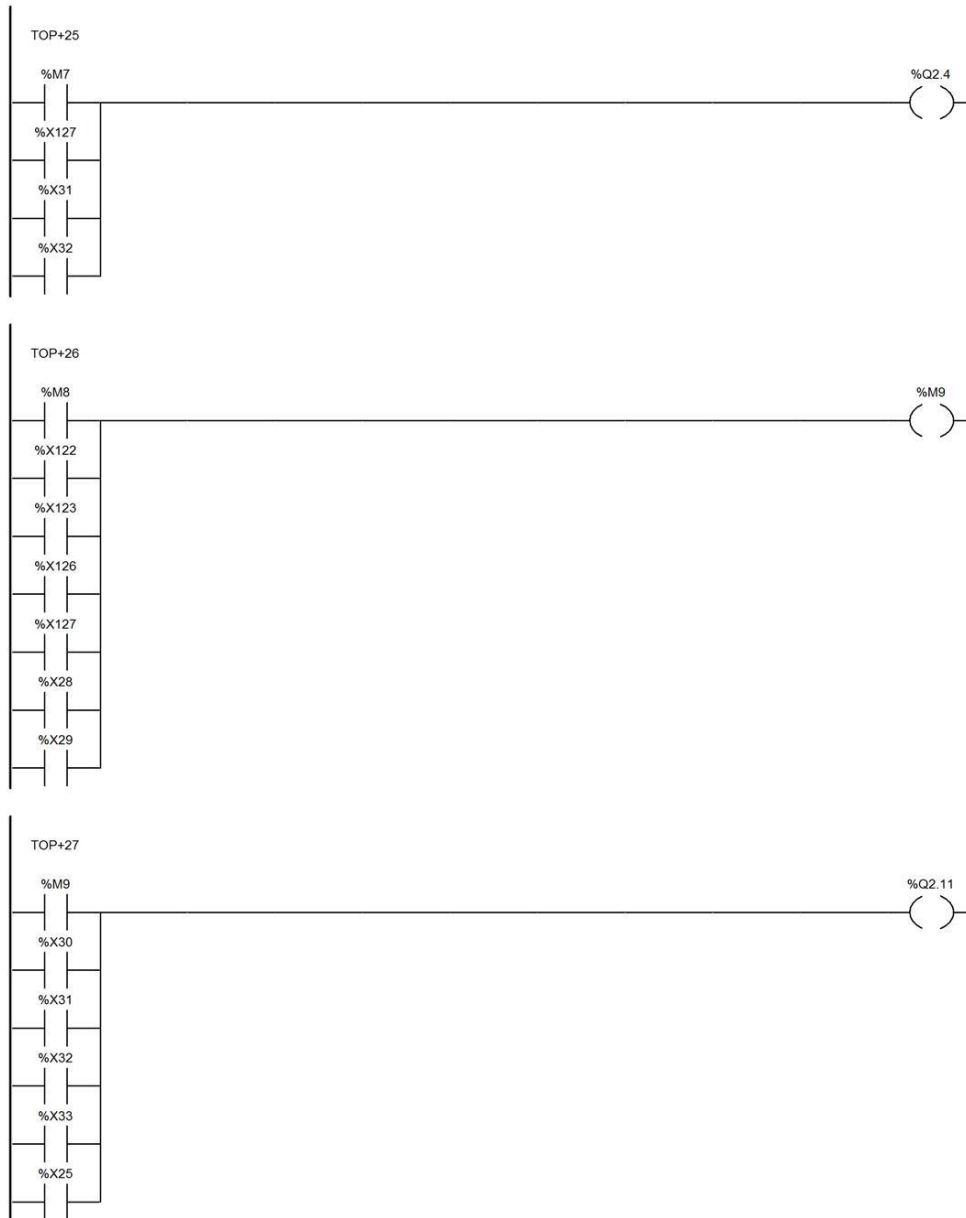 TOP+25
%M7 %Q2.4
%X127
%X31
%X32
TOP+26
%M8 %M9
%X122
%X123
%X126
%X127
%X28
%X29
TOP+27
%M9 %Q2.11
%X30
%X31
%X32
%X33
%X25